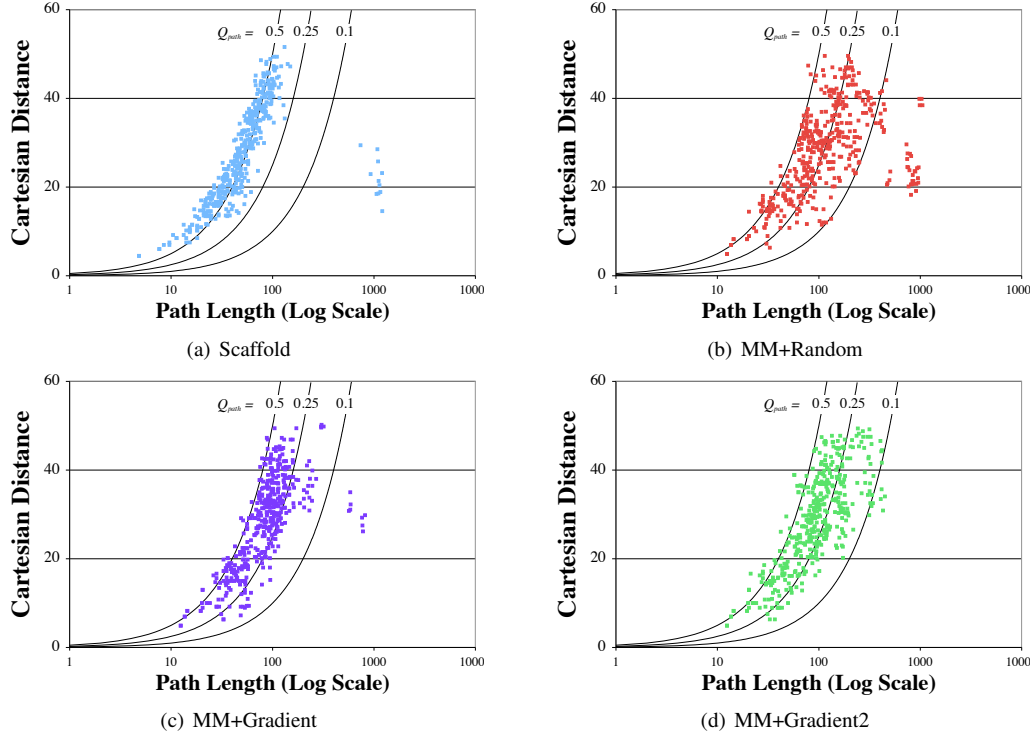 60
40
20
0
Q_path = 0.5 0.25 0.1
Cartesian Distance
1 10 100 1000 1000
Path Length (Log Scale)
(a) Scaffold
60
40
20
0
Q_path = 0.5 0.25 0.1
Cartesian Distance
1 10 100 1000 1000
Path Length (Log Scale)
(b) MM+Random
60
40
20
0
Q_path = 0.5 0.25 0.1
Cartesian Distance
1 10 100 1000 1000
Path Length (Log Scale)
(c) MM+Gradient
60
40
20
0
Q_path = 0.5 0.25 0.1
Cartesian Distance
1 10 100 1000 1000
Path Length (Log Scale)
(d) MM+Gradient2